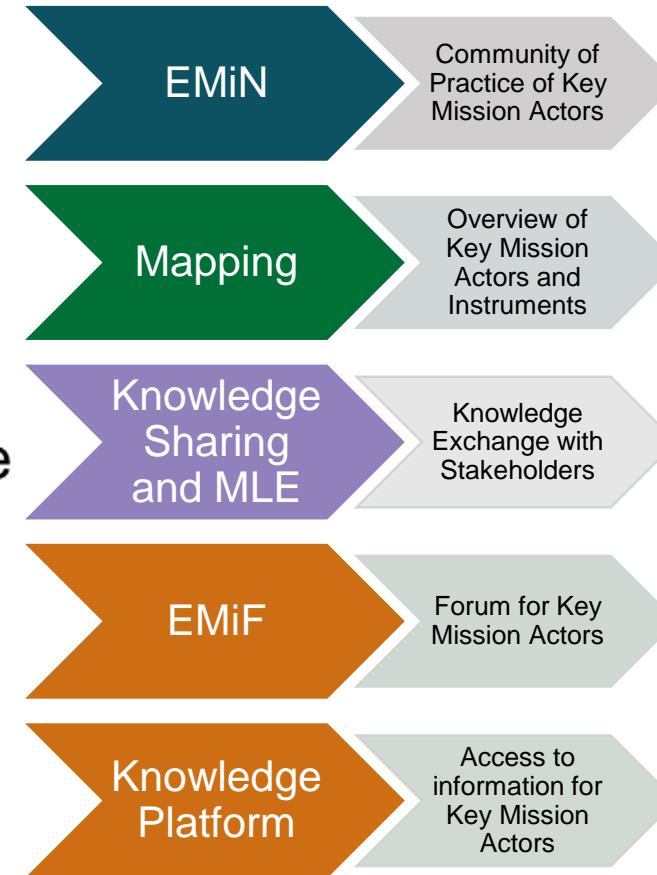 EMiN
Community of
Practice of Key
Mission Actors
Mapping
Overview of
Key Mission
Actors and
Instruments
Knowledge
Sharing
and MLE
Knowledge
Exchange with
Stakeholders
e
EMiF
Forum for Key
Mission Actors
Knowledge
Platform
Access to
information for
Key Mission
Actors